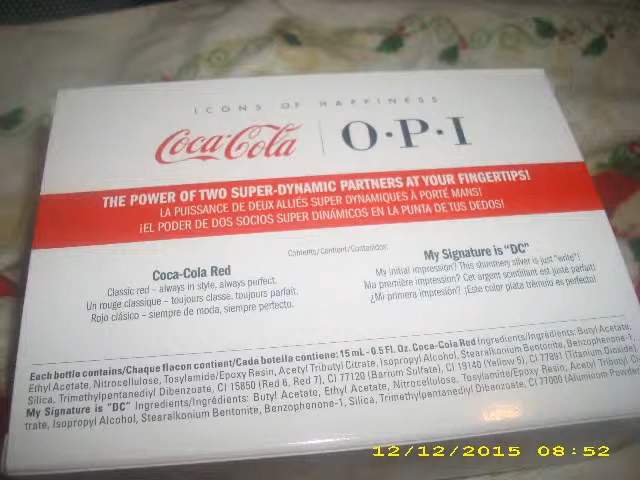 ICONS OF HAPPINESS
Coca-Cola | O·P·I
THE POWER OF TWO SUPER-DYNAMIC PARTNERS AT YOUR FINGERTIPS!
LA PUISSANCE DE DEUX ALLIÉS SUPER DYNAMIQUES À PORTÉ MANS!
¡EL PODER DE DOS SOCIOS SUPER DINÁMICOS EN LA PUNTA DE TUS DEDOS!
Contents/Content/Contenidos:
Coca-Cola Red
Classic red – always in style, always perfect.
Un rouge classique – toujours classe, toujours parfait.
Rojo clásico – siempre de moda, siempre perfecto.
My Signature is "DC"
My initial impression? This shimmery silver is just "write"!
Ma première impression? Cet argent scintillant est juste parfait!
¿Mi primera impresión? ¡Este color plata trémulo es perfecto!
Each bottle contains/Chaque flacon contient/Cada botella contiene: 15 mL - 0.5 Fl. Oz. Coca-Cola Red Ingredients/Ingrédients: Butyl Acetate,
Ethyl Acetate, Nitrocellulose, Tosylamide/Epoxy Resin, Acetyl Tributyl Citrate, Isopropyl Alcohol, Stearalkonium Bentonite, Benzophenone-1,
Silica, Trimethylpentanediyl Dibenzoate, CI 15850 (Red 6, Red 7), CI 77120 (Barium Sulfate), CI 19140 (Yellow 5), CI 77891 (Titanium Dioxide)
My Signature is "DC" Ingredients/Ingrédients: Butyl Acetate, Ethyl Acetate, Nitrocellulose, Tosylamide/Epoxy Resin, Acetyl Tributyl Ci-
trate, Isopropyl Alcohol, Stearalkonium Bentonite, Benzophenone-1, Silica, Trimethylpentanediyl Dibenzoate, CI 77000 (Aluminum Powder
12/12/2015 08:52